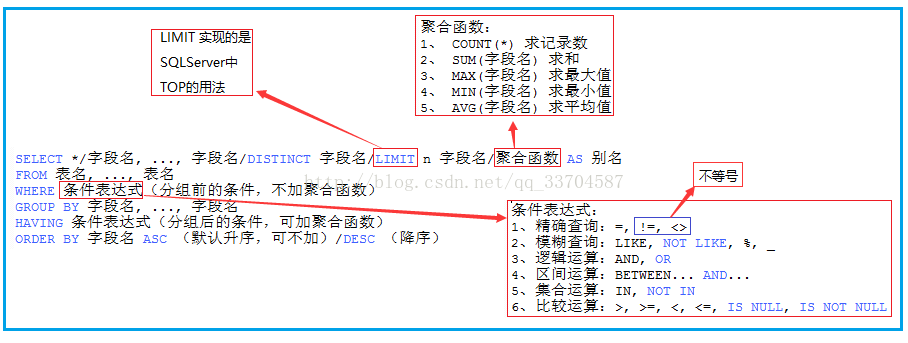 LIMIT 实现的是
SQLServer中
TOP的用法
聚合函数:
1、 COUNT(*) 求记录数
2、 SUM(字段名) 求和
3、 MAX(字段名) 求最大值
4、 MIN(字段名) 求最小值
5、 AVG(字段名) 求平均值
SELECT */字段名, ..., 字段名/DISTINCT 字段名/LIMIT n 字段名/聚合函数 AS 别名
FROM 表名, ..., 表名
WHERE 条件表达式(分组前的条件，不加聚合函数)
GROUP BY 字段名, ..., 字段名
HAVING 条件表达式(分组后的条件，可加聚合函数)
ORDER BY 字段名 ASC (默认升序，可不加)/DESC (降序)
http://blog.csdn.net/qq_33704587
不等号
条件表达式:
1、精确查询: =, !=, <>
2、模糊查询: LIKE, NOT LIKE, %, _
3、逻辑运算: AND, OR
4、区间运算: BETWEEN... AND...
5、集合运算: IN, NOT IN
6、比较运算: >, >=, <, <=, IS NULL, IS NOT NULL